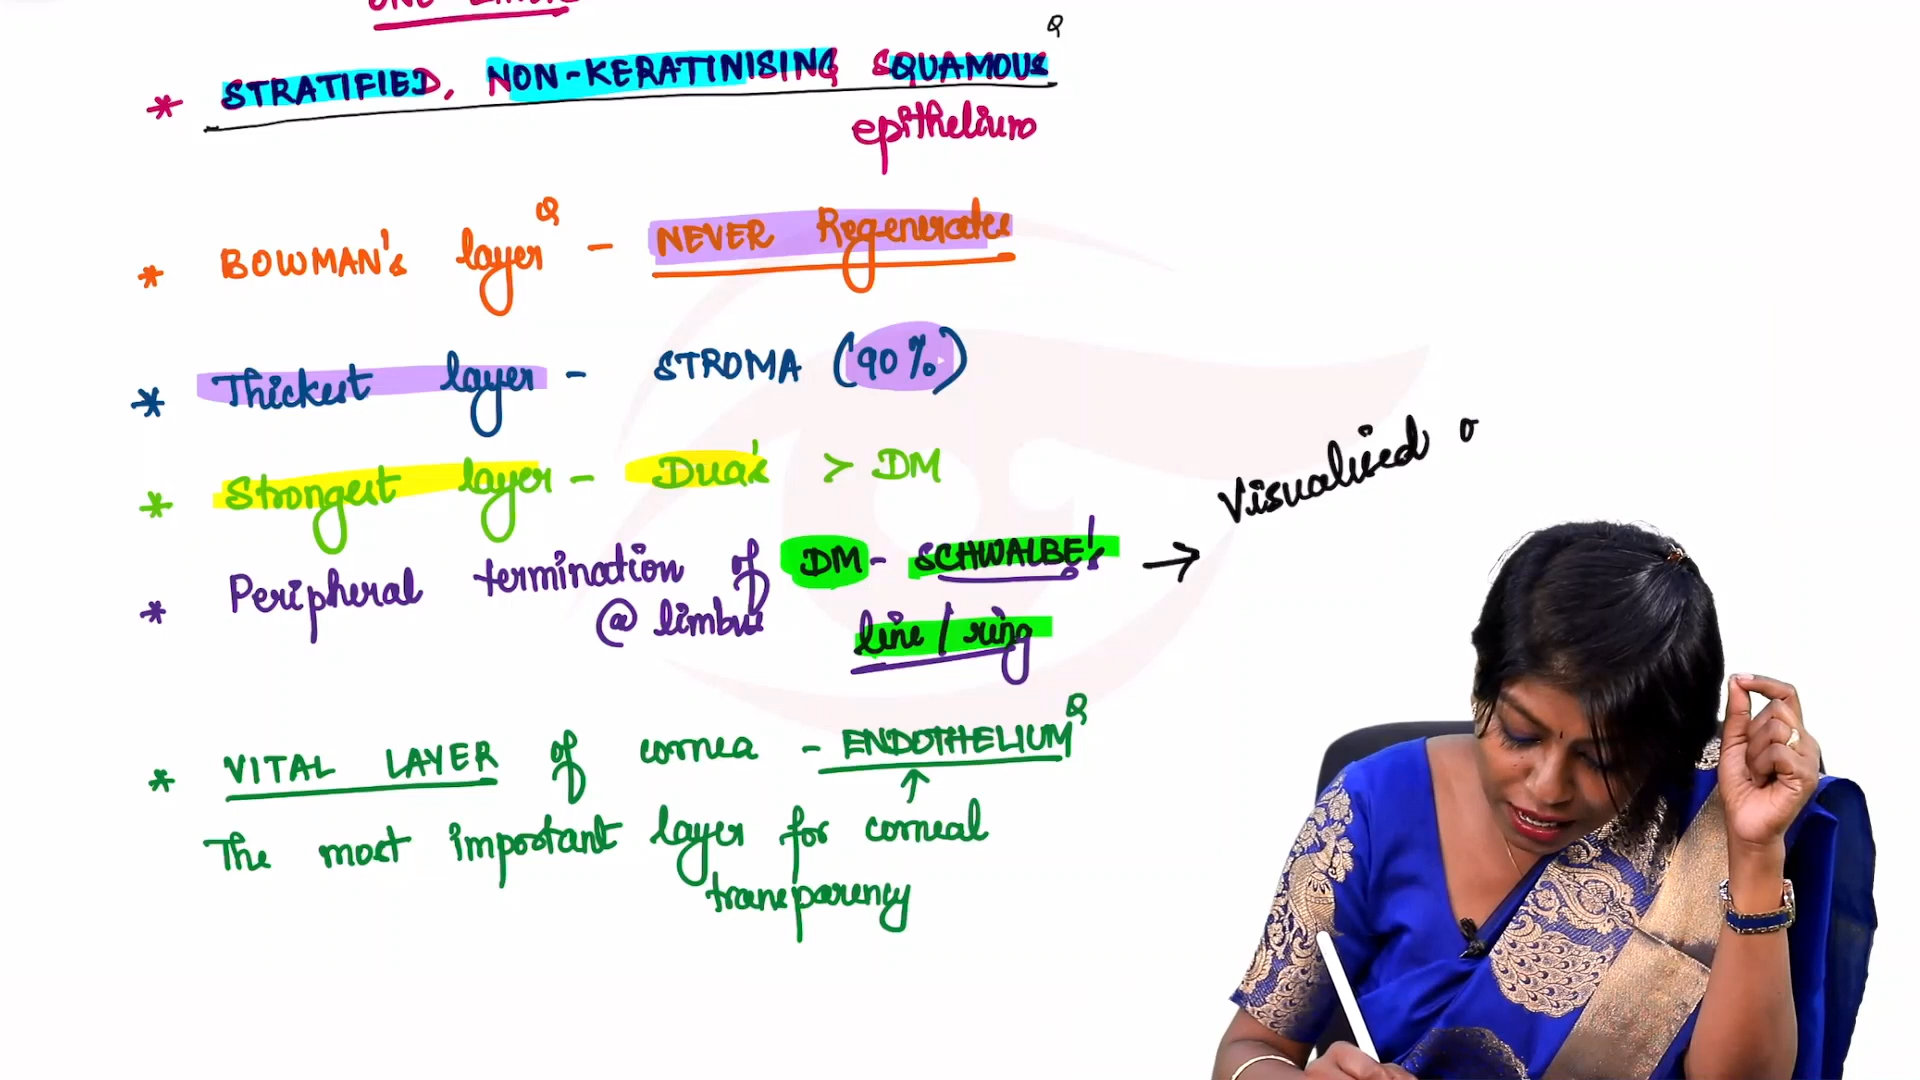 * STRATIFIED, NON-KERATINISING SQUAMOUS Q
epithelium
* BOWMAN's layer Q - NEVER Regenerates
* Thickest layer - STROMA (90%)
* Strongest layer - Dua's > DM
* Peripheral termination of DM - SCHWALBE's → Visualised o
@ limbus line / ring
* VITAL LAYER of cornea - ENDOTHELIUM Q
↑
The most important layer for corneal
transparency